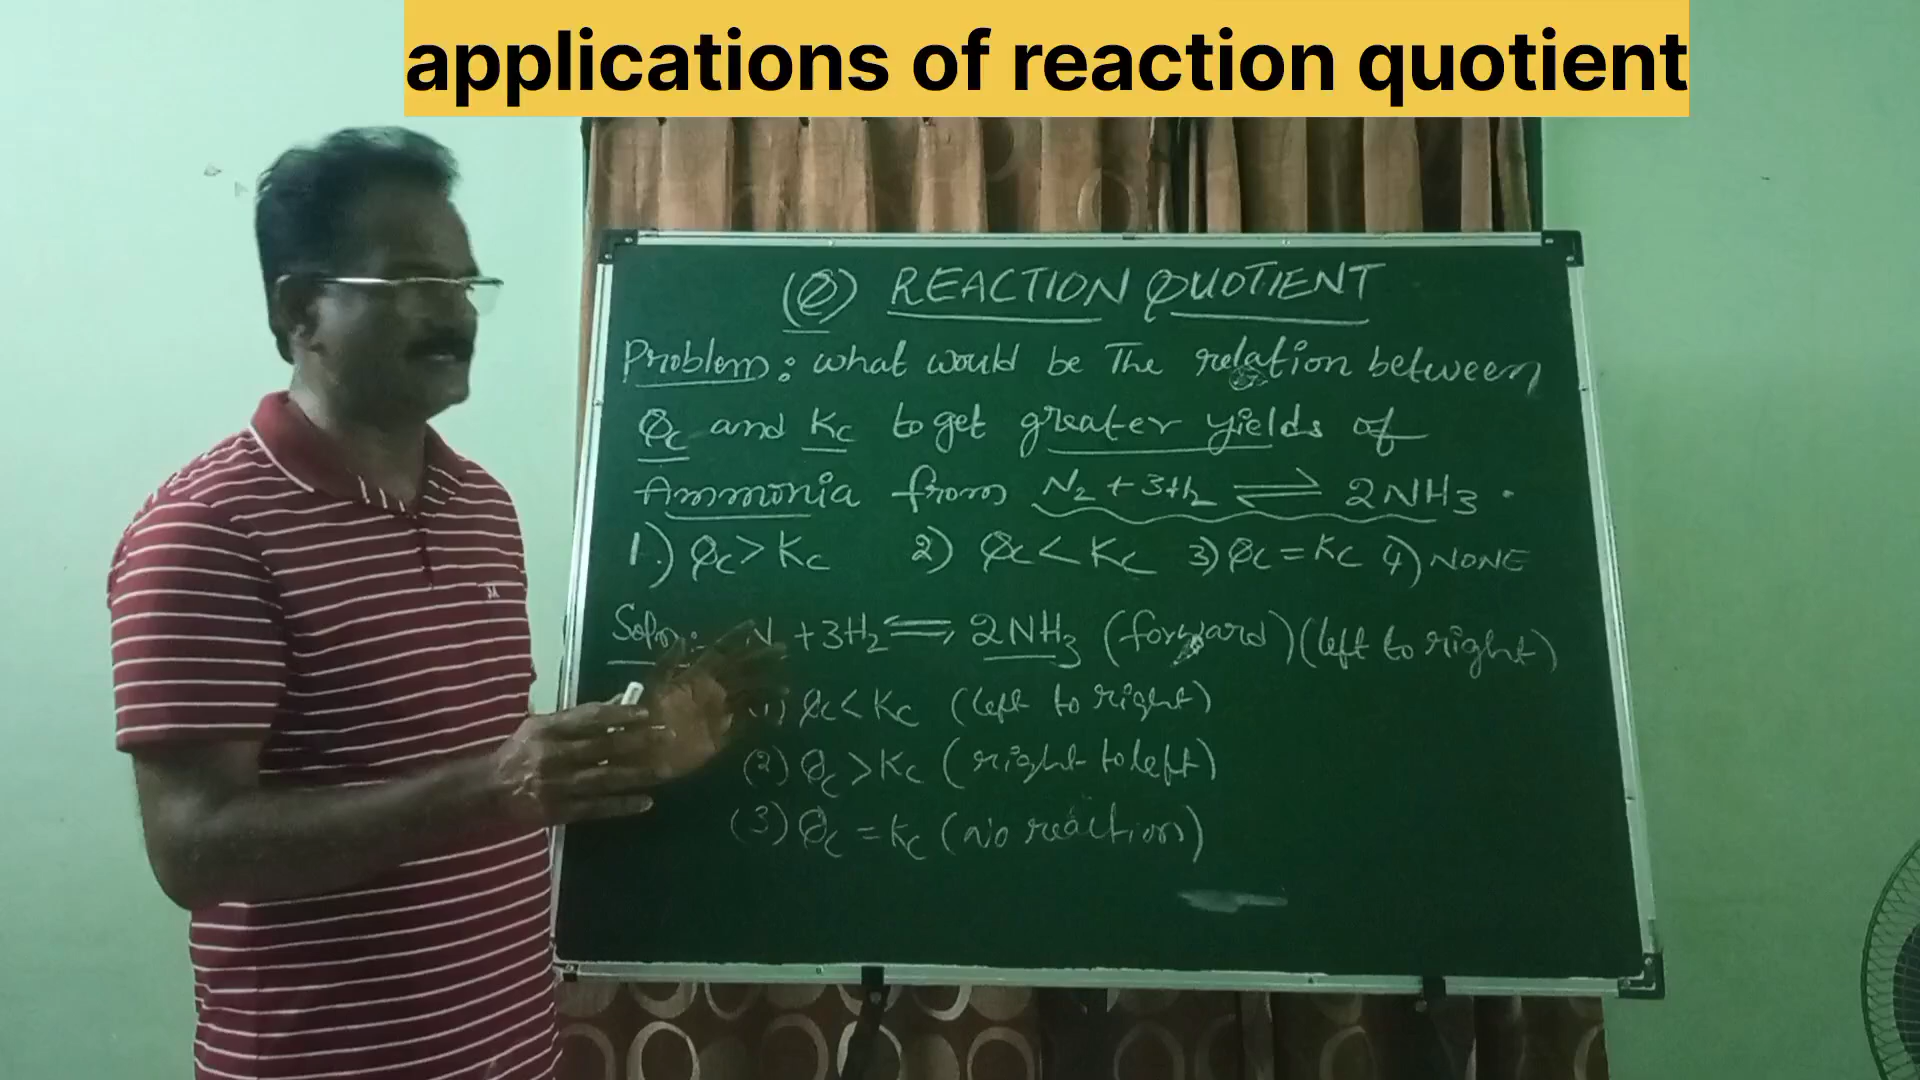 applications of reaction quotient
(Q) REACTION QUOTIENT
Problem: what would be The relation between
Qc and Kc to get greater yields of
Ammonia from N2 + 3H2 ⇌ 2NH3.
1.) Qc > Kc 2) Qc < Kc 3) Qc = Kc 4) NONE
Soln:- N + 3H2 ⇌ 2NH3 (forward) (left to right)
(1) Qc < Kc (left to right)
(2) Qc > Kc (right to left)
(3) Qc = Kc (No reaction)